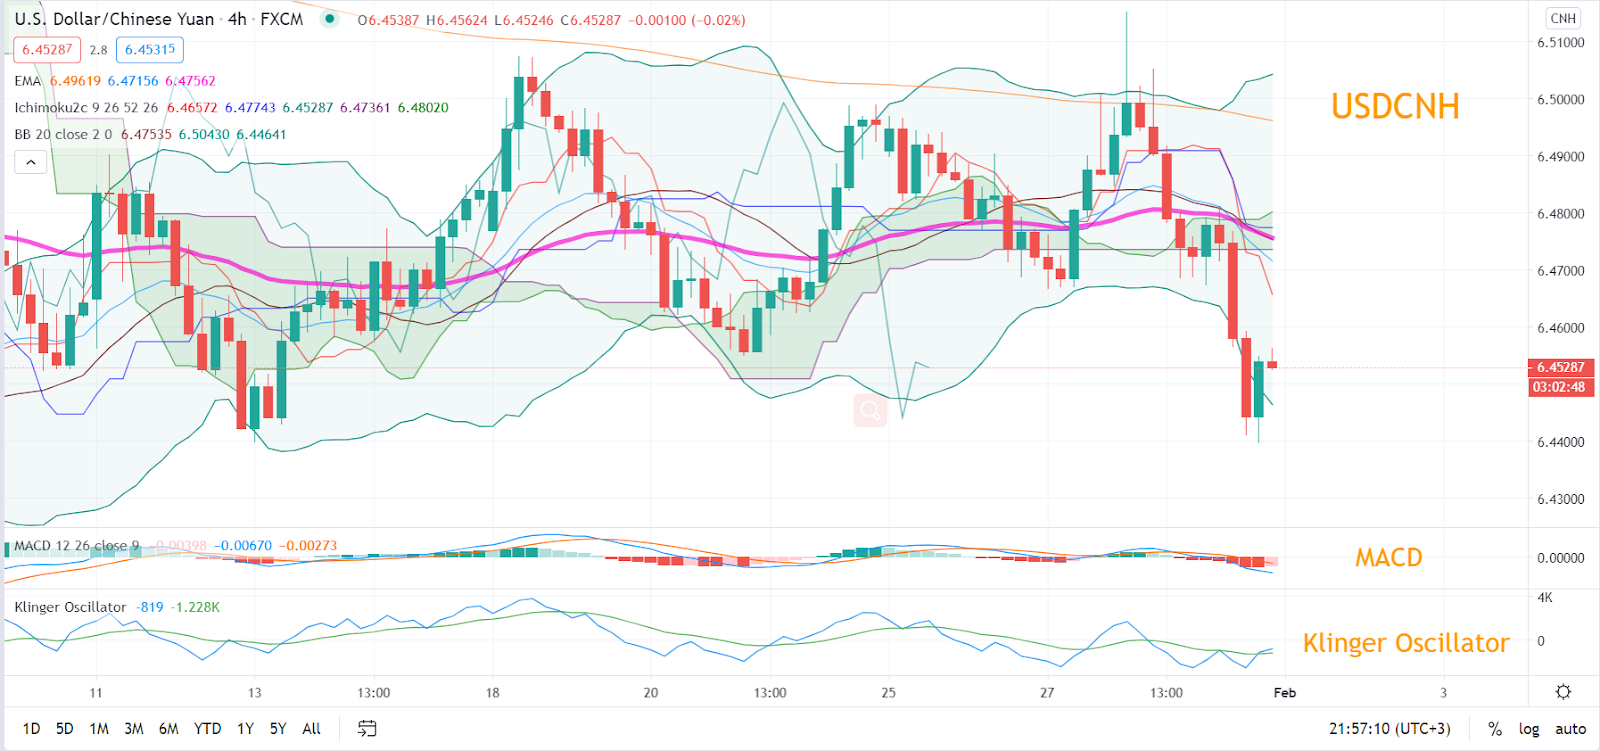 U.S. Dollar/Chinese Yuan · 4h · FXCM O6.45387 H6.45624 L6.45246 C6.45287 −0.00100 (−0.02%)
6.45287 2.8 6.45315
EMA 6.49619 6.47156 6.47562
Ichimoku2c 9 26 52 26 6.46572 6.47743 6.45287 6.47361 6.48020
BB 20 close 2 0 6.47535 6.50430 6.44641
CNH
6.51000
6.50000
6.49000
6.48000
6.47000
6.46000
6.45287
03:02:48
6.44000
6.43000
USDCNH
MACD 12 26 close 9 −0.00398 −0.00670 −0.00273
0.00000
MACD
Klinger Oscillator -819 -1.228K
4K
0
Klinger Oscillator
11 13 13:00 18 20 13:00 25 27 13:00 Feb 3
1D 5D 1M 3M 6M YTD 1Y 5Y All 21:57:10 (UTC+3) % log auto